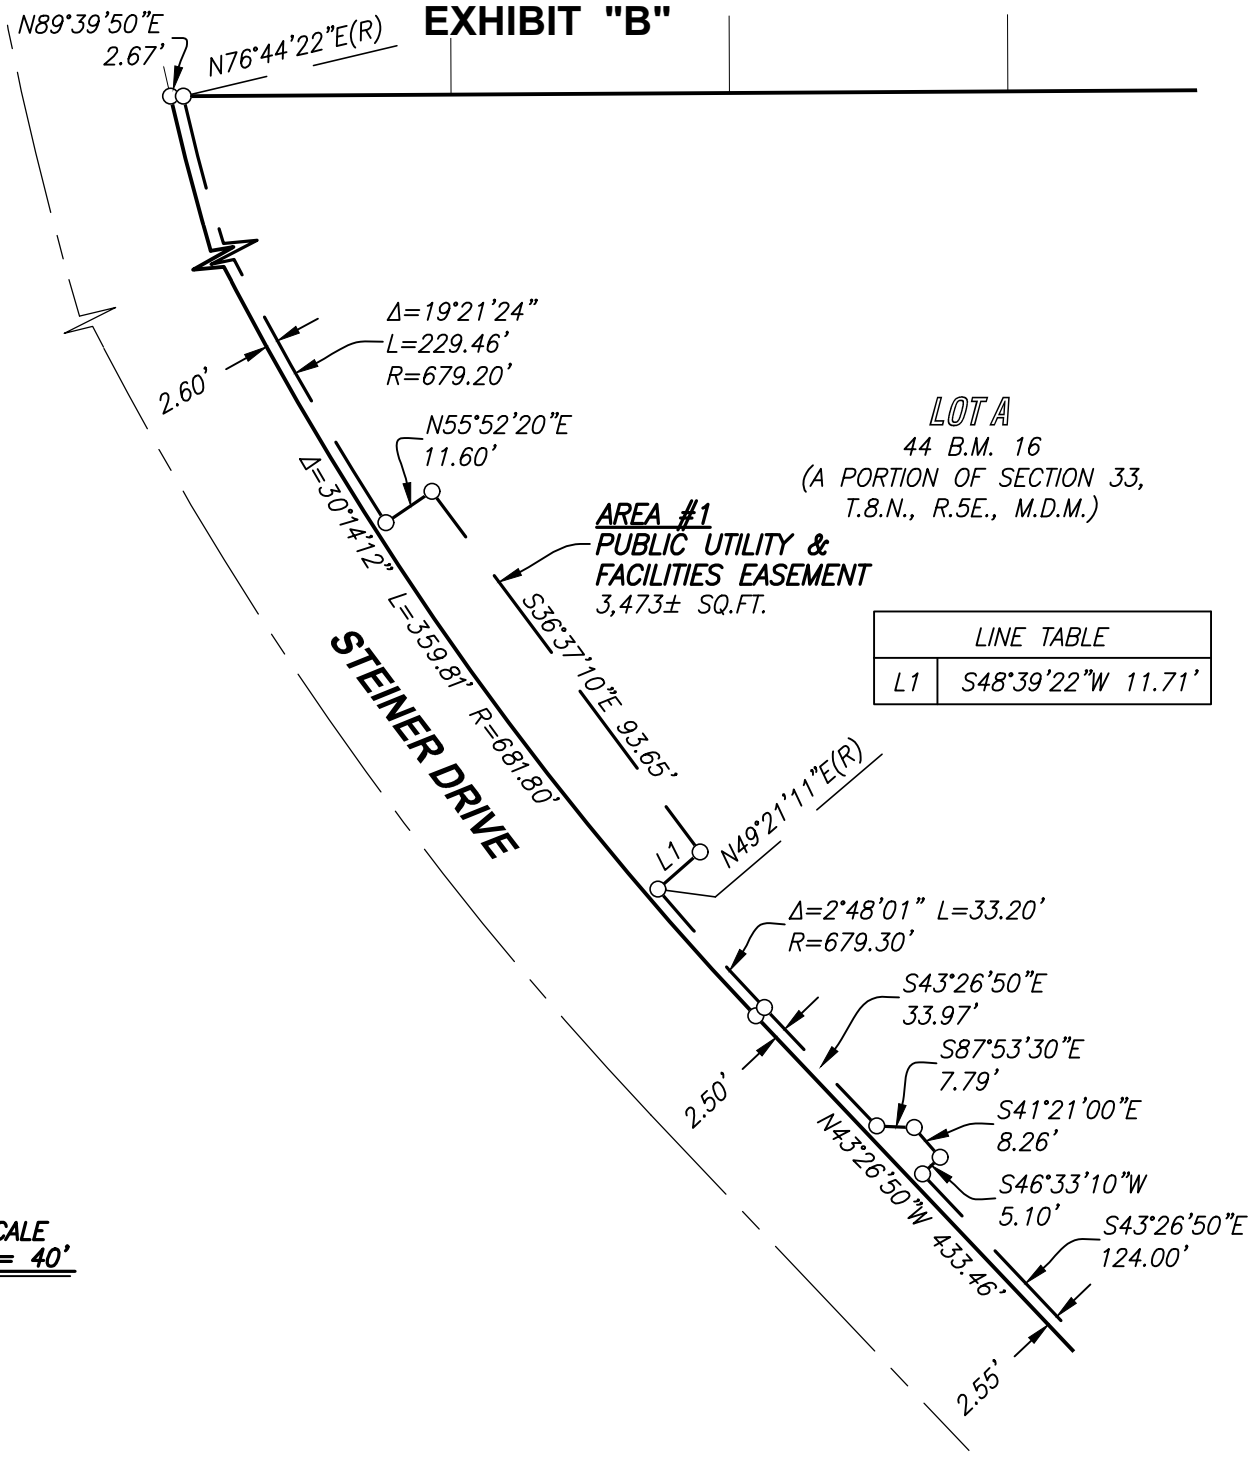 EXHIBIT "B"
N89°39'50"E
2.67'
N76°44'22"E(R)
Δ=19°21'24"
L=229.46'
R=679.20'
2.60'
N55°52'20"E
11.60'
LOT A
44 B.M. 16
(A PORTION OF SECTION 33,
T.8.N., R.5E., M.D.M.)
AREA #1
PUBLIC UTILITY &
FACILITIES EASEMENT
3,473± SQ.FT.
Δ=30°14'12" L=359.81' R=681.80'
S36°37'10"E 93.65'
STEINER DRIVE
LINE TABLE
L1 S48°39'22"W 11.71'
L1
N49°21'11"E(R)
Δ=2°48'01" L=33.20'
R=679.30'
S43°26'50"E
33.97'
S87°53'30"E
7.79'
2.50'
S41°21'00"E
8.26'
N43°26'50"W 433.46'
S46°33'10"W
5.10'
S43°26'50"E
124.00'
2.55'
CALE
= 40'